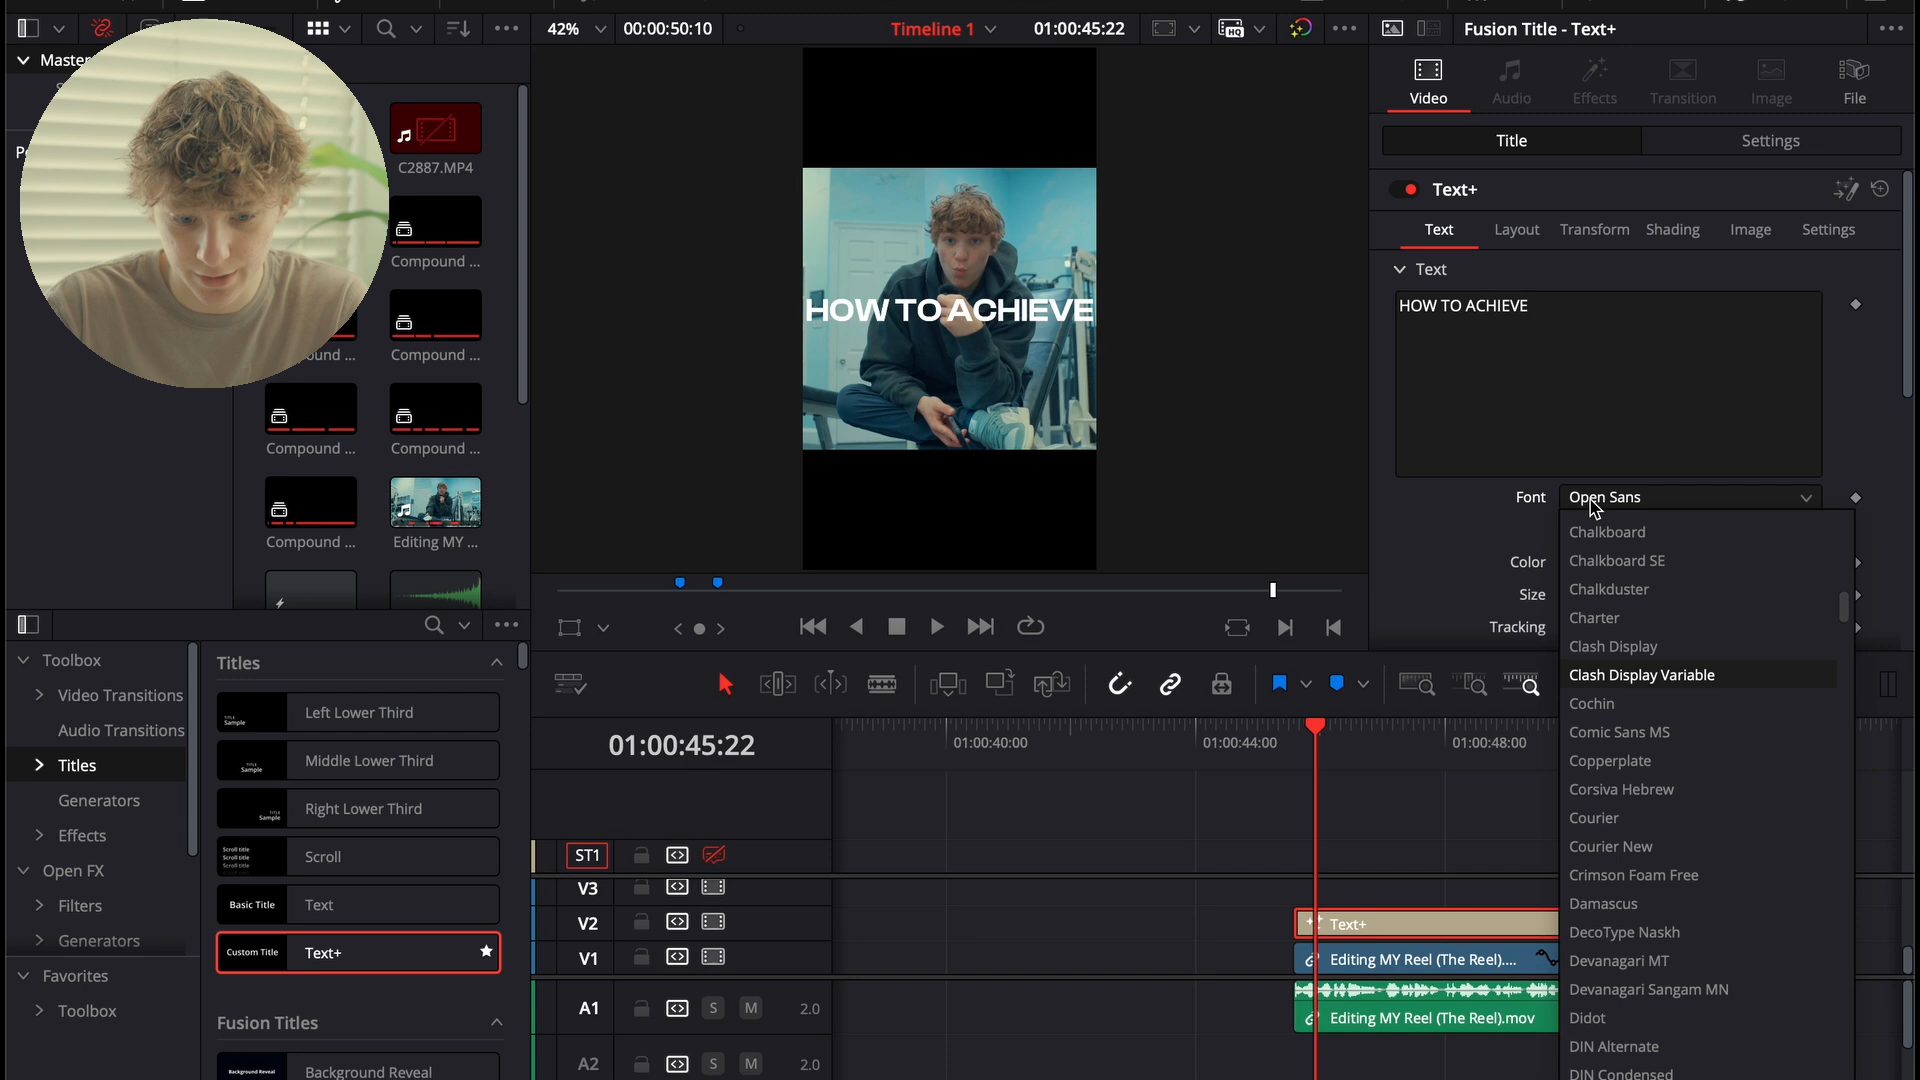 42%
00:00:50:10
Timeline 1
01:00:45:22
Fusion Title - Text+
Master
C2887.MP4
Compound ...
Compound ...
Compound ...
Compound ...
Compound ...
Editing MY ...
HOW TO ACHIEVE
Video
Audio
Effects
Transition
Image
File
Title
Settings
Text+
Text
Layout
Transform
Shading
Image
Settings
Text
HOW TO ACHIEVE
Font
Open Sans
Color
Size
Tracking
Chalkboard
Chalkboard SE
Chalkduster
Charter
Clash Display
Clash Display Variable
Cochin
Comic Sans MS
Copperplate
Corsiva Hebrew
Courier
Courier New
Crimson Foam Free
Damascus
DecoType Naskh
Devanagari MT
Devanagari Sangam MN
Didot
DIN Alternate
DIN Condensed
Toolbox
Video Transitions
Audio Transitions
Titles
Generators
Effects
Open FX
Filters
Generators
Favorites
Toolbox
Titles
Left Lower Third
Middle Lower Third
Right Lower Third
Scroll
Basic Title
Text
Custom Title
Text+
Fusion Titles
Background Reveal
Background Reveal
01:00:45:22
01:00:40:00
01:00:44:00
01:00:48:00
ST1
V3
V2
Text+
V1
Editing MY Reel (The Reel)....
A1
S
M
2.0
Editing MY Reel (The Reel).mov
A2
S
M
2.0